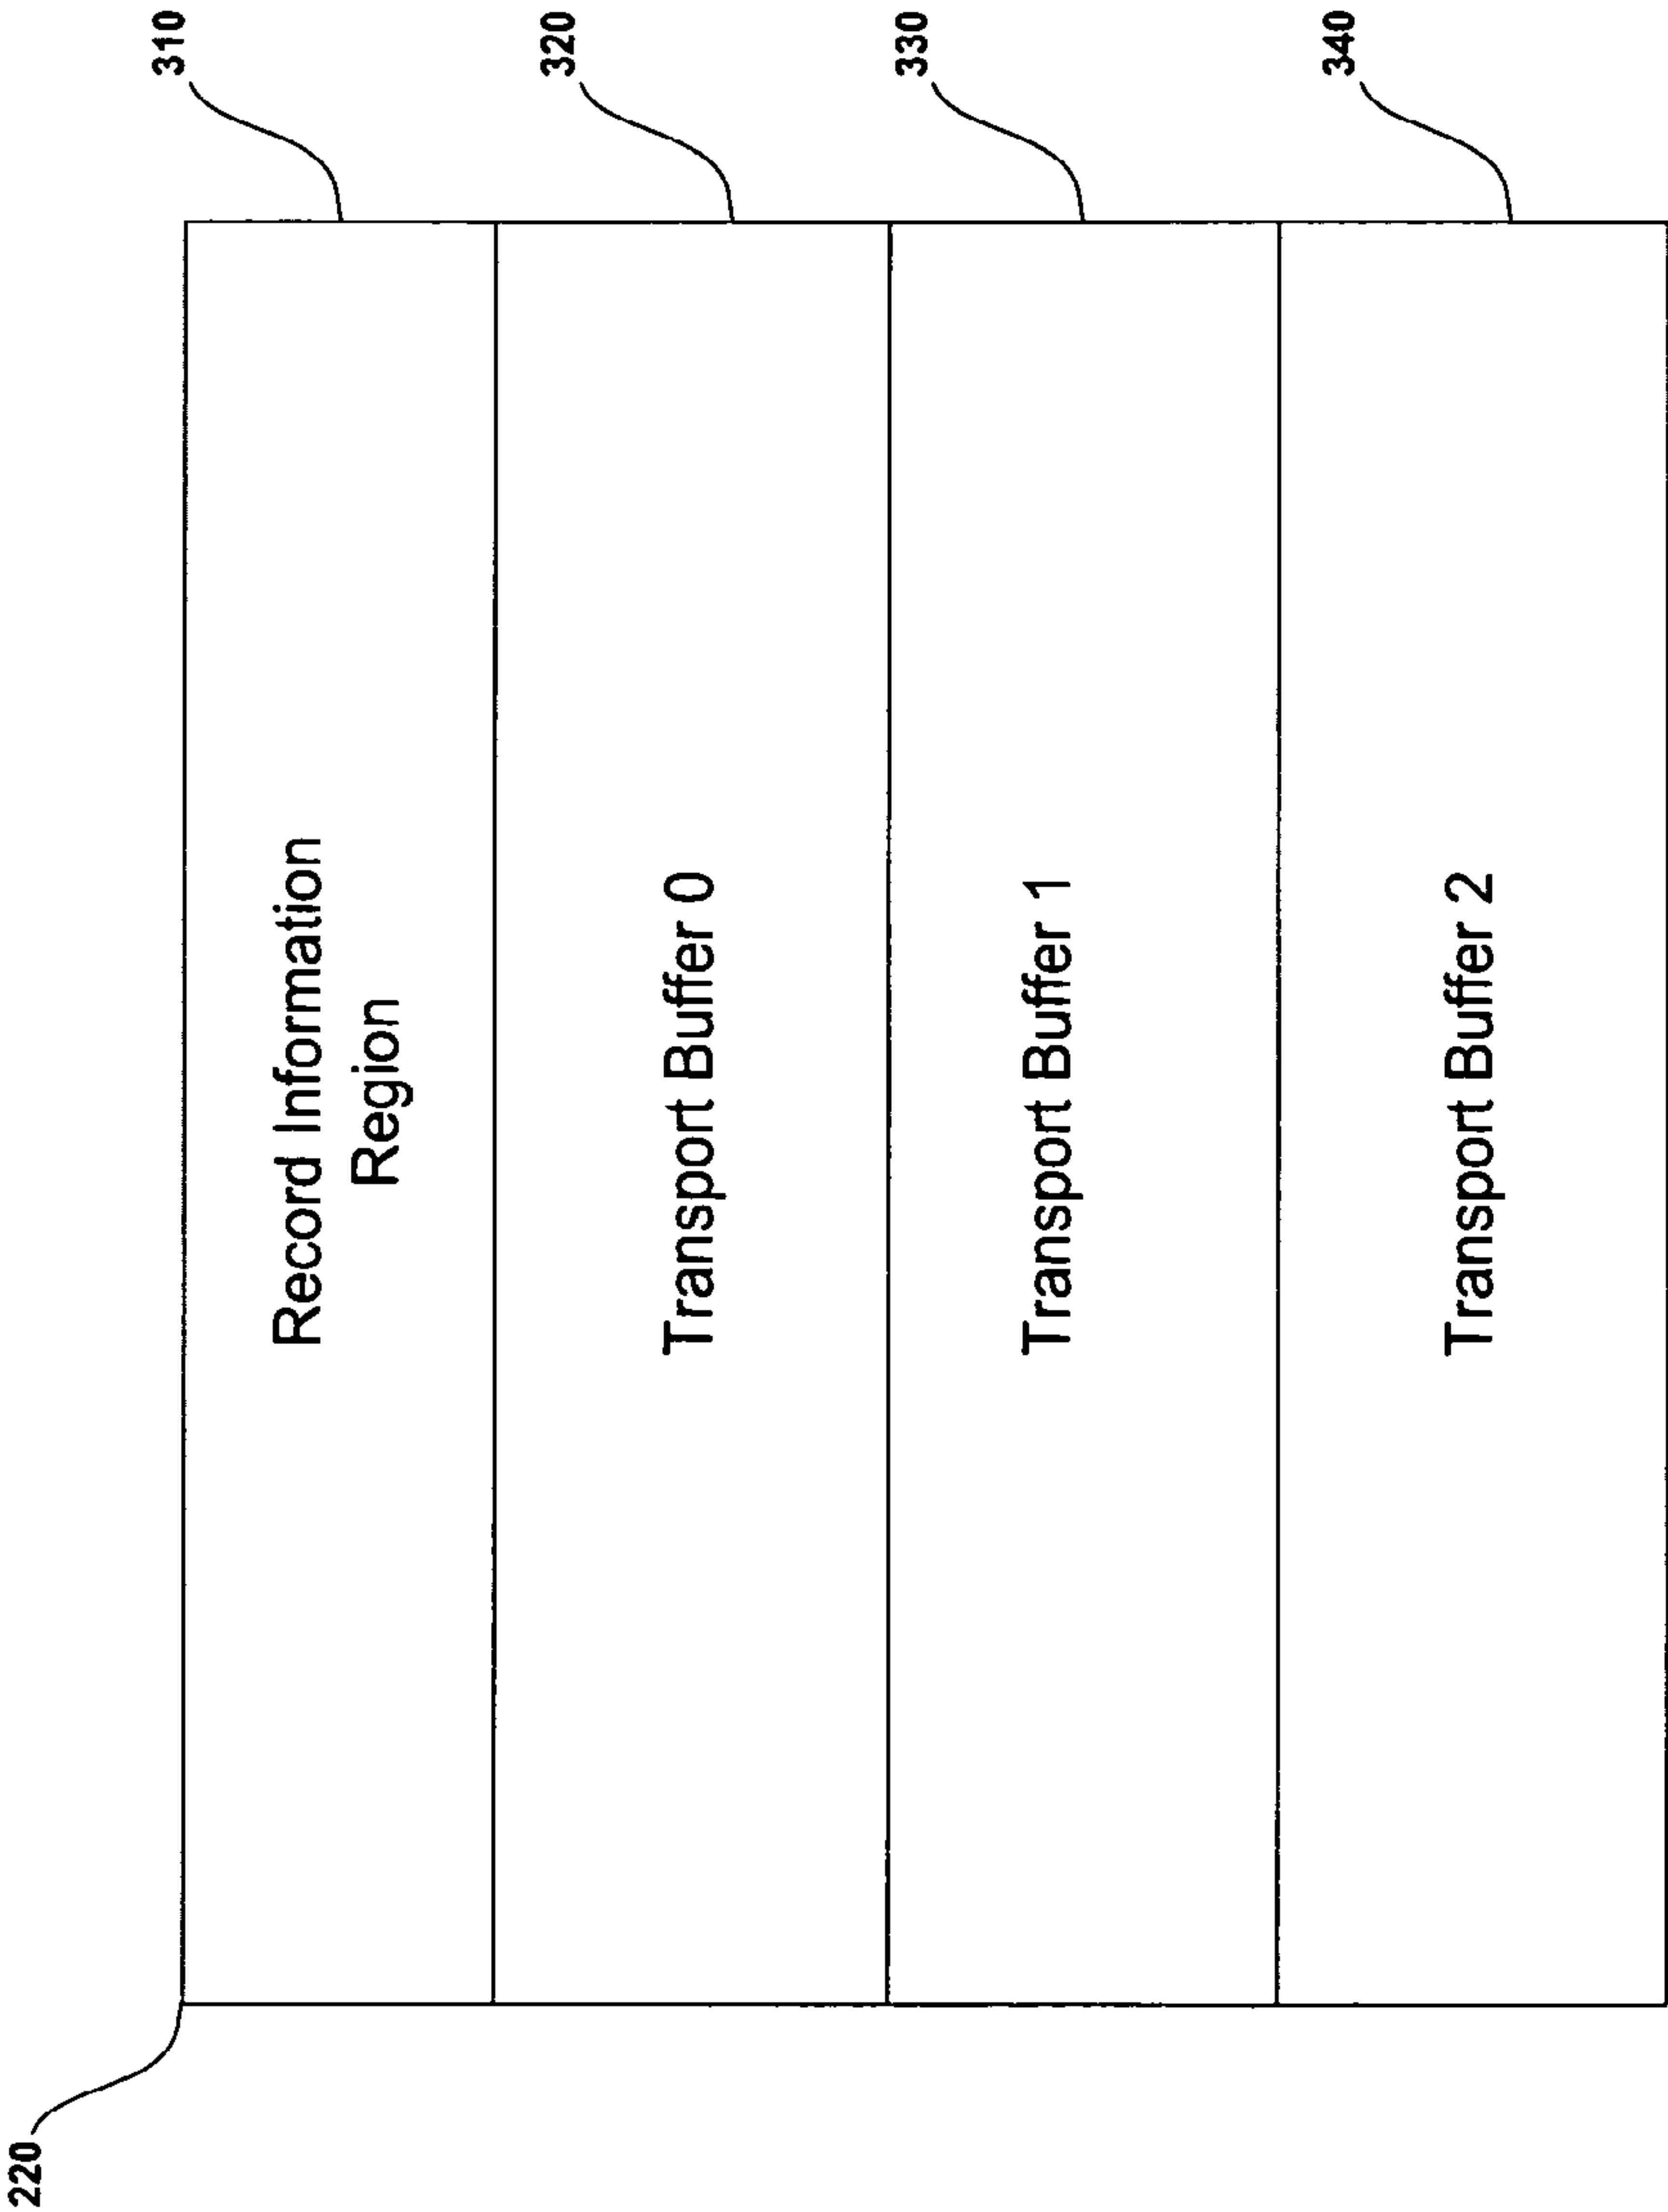 220
310
Record Information
Region
320
Transport Buffer 0
330
Transport Buffer 1
340
Transport Buffer 2